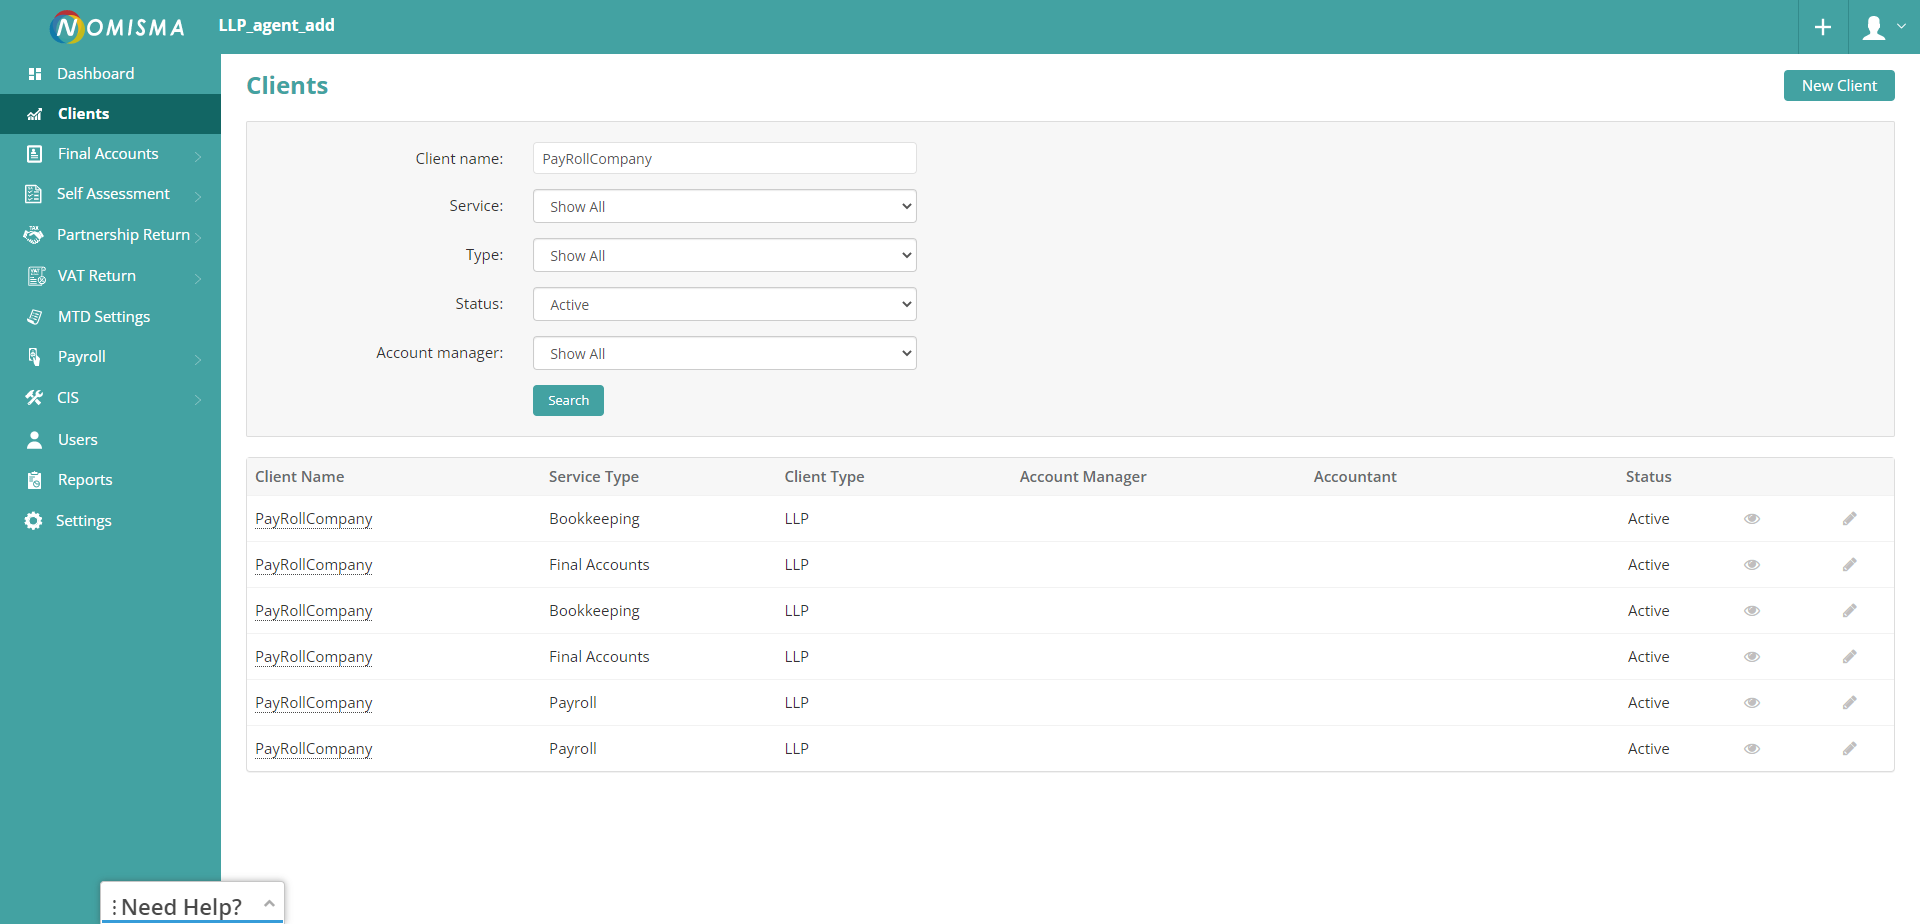 NOMISMA
LLP_agent_add
Dashboard
Clients
Final Accounts
Self Assessment
Partnership Return
VAT Return
MTD Settings
Payroll
CIS
Users
Reports
Settings
Clients
New Client
Client name: PayRollCompany
Service: Show All
Type: Show All
Status: Active
Account manager: Show All
Search
Client Name Service Type Client Type Account Manager Accountant Status
PayRollCompany Bookkeeping LLP Active
PayRollCompany Final Accounts LLP Active
PayRollCompany Bookkeeping LLP Active
PayRollCompany Final Accounts LLP Active
PayRollCompany Payroll LLP Active
PayRollCompany Payroll LLP Active
Need Help?